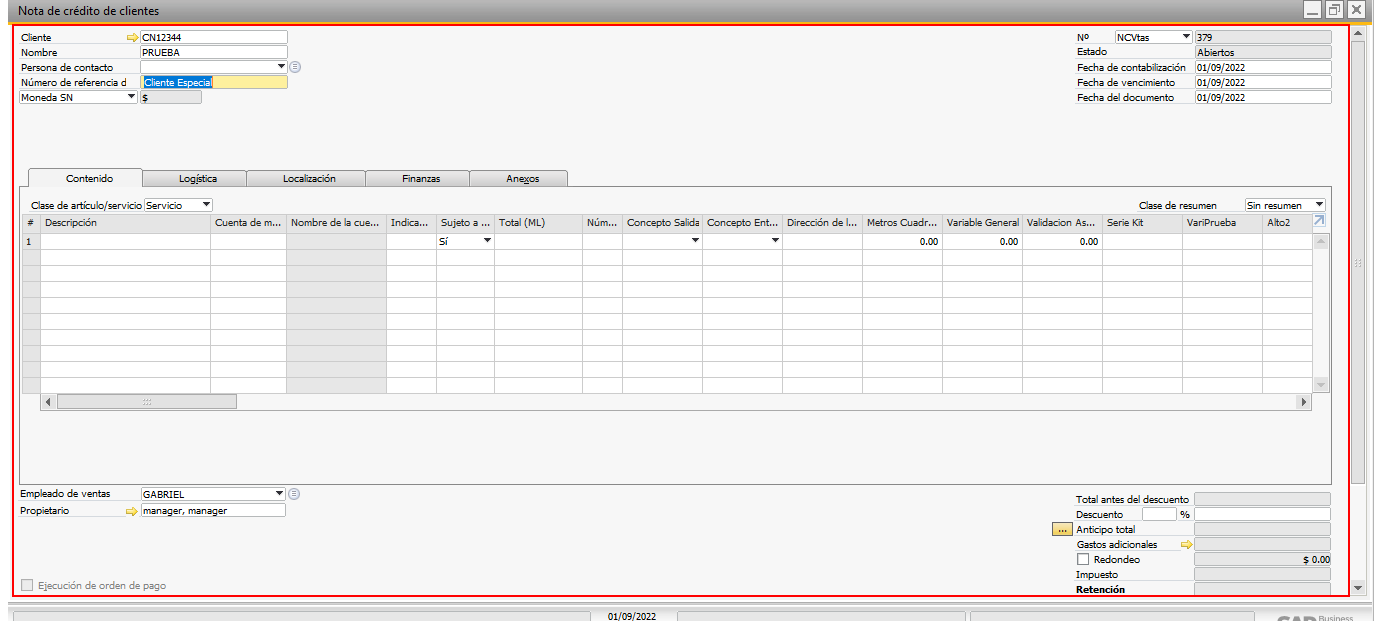 Nota de crédito de clientes
Cliente CN12344 Nº NCVtas 379
Nombre PRUEBA Estado Abiertos
Persona de contacto Fecha de contabilización 01/09/2022
Número de referencia d Cliente Especial Fecha de vencimiento 01/09/2022
Moneda SN $ Fecha del documento 01/09/2022
Contenido Logística Localización Finanzas Anexos
Clase de artículo/servicio Servicio Clase de resumen Sin resumen
# Descripción Cuenta de m... Nombre de la cue... Indica... Sujeto a ... Total (ML) Núm... Concepto Salida Concepto Ent... Dirección de l... Metros Cuadr... Variable General Validacion As... Serie Kit VariPrueba Alto2
1 Sí 0.00 0.00 0.00
Empleado de ventas GABRIEL Total antes del descuento
Propietario manager, manager Descuento %
... Anticipo total
Gastos adicionales
Redondeo $ 0.00
Ejecución de orden de pago Impuesto
Retención
01/09/2022 SAP Business